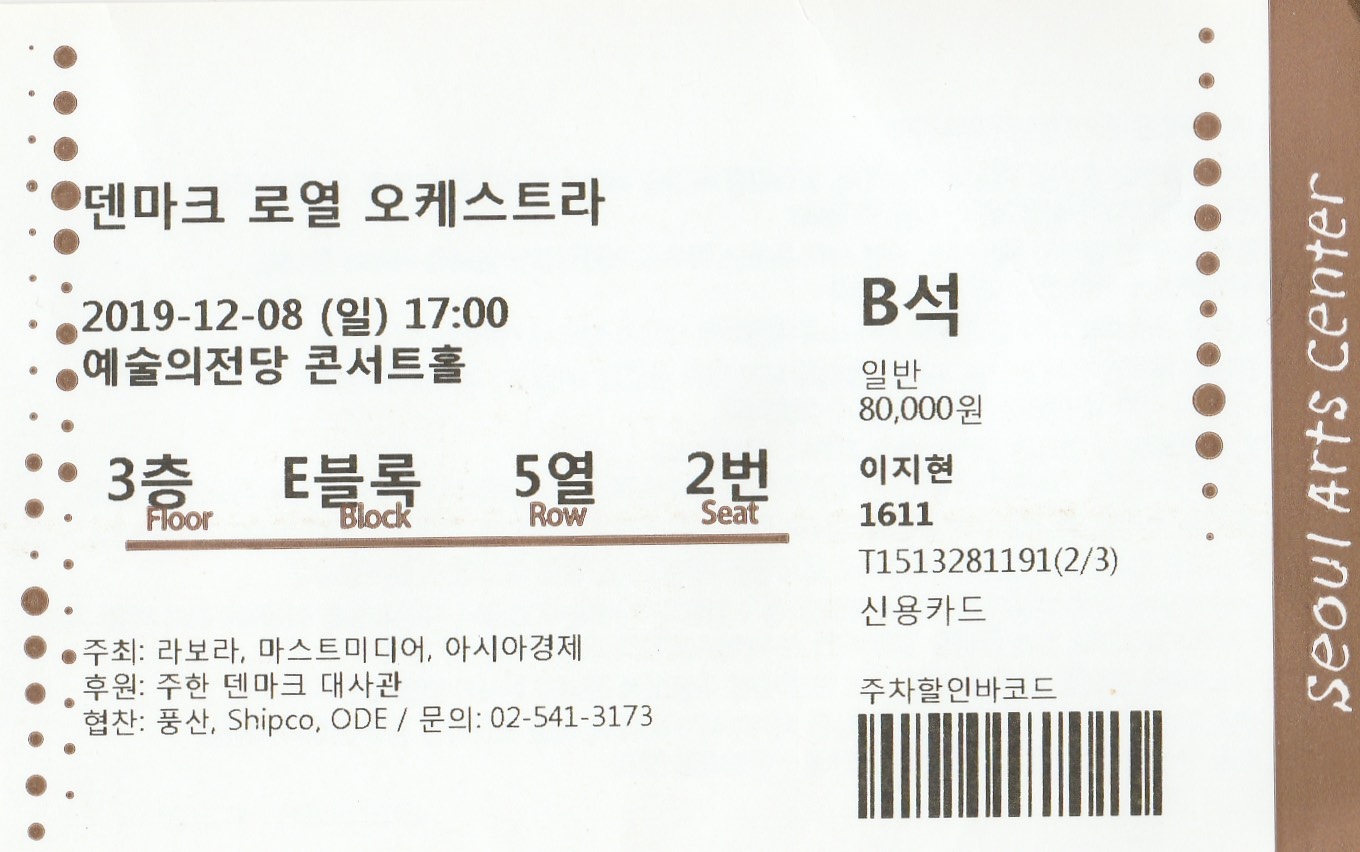 덴마크 로열 오케스트라
2019-12-08 (일) 17:00
예술의전당 콘서트홀
3층 E블록 5열 2번
Floor Block Row Seat
주최: 라보라, 마스트미디어, 아시아경제
후원: 주한 덴마크 대사관
협찬: 풍산, Shipco, ODE / 문의: 02-541-3173
B석
일반
80,000원
이지현
1611
T1513281191(2/3)
신용카드
주차할인바코드
Seoul Arts Center